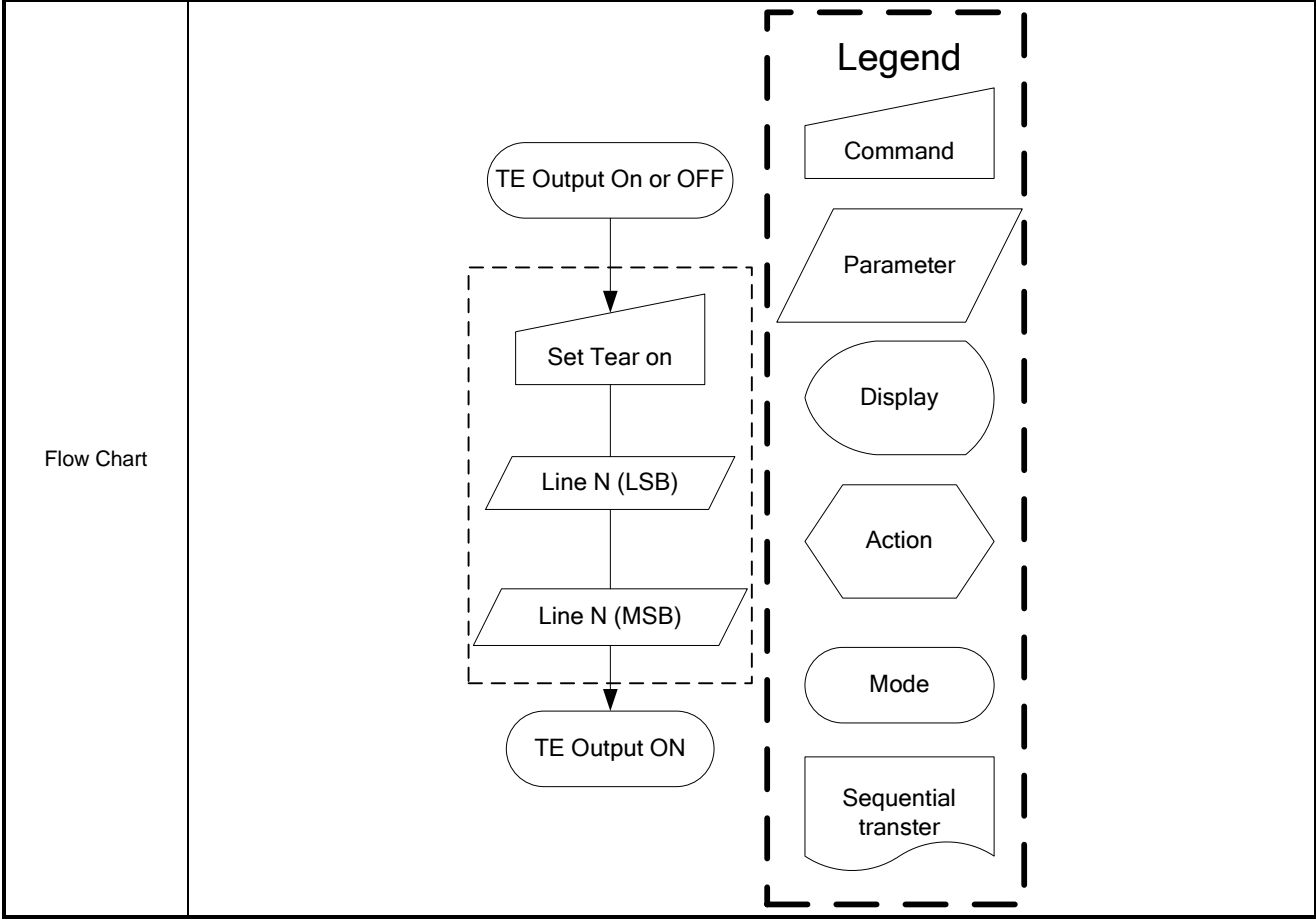 Flow Chart
TE Output On or OFF
Set Tear on
Line N (LSB)
Line N (MSB)
TE Output ON
Legend
Command
Parameter
Display
Action
Mode
Sequential
transter